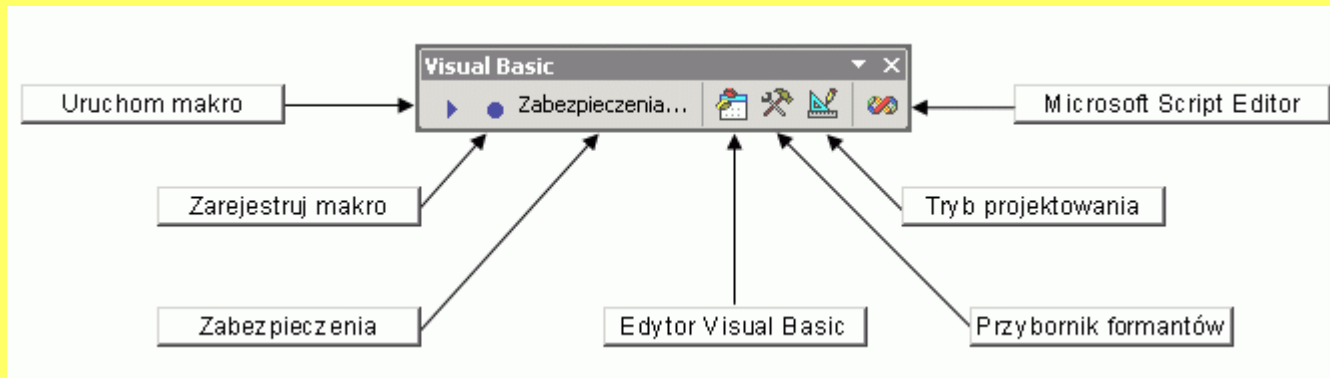 Visual Basic
Zabezpieczenia...
Uruchom makro
Microsoft Script Editor
Zarejestruj makro
Tryb projektowania
Zabezpieczenia
Edytor Visual Basic
Przybornik formantów